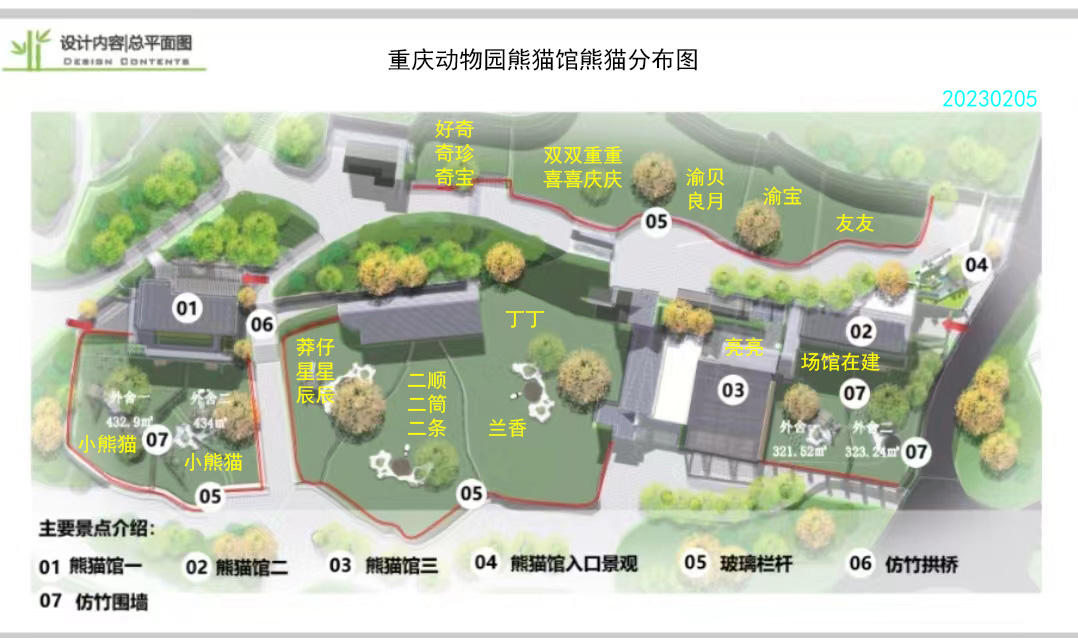 设计内容|总平面图
DESIGN CONTENTS
重庆动物园熊猫馆熊猫分布图
20230205
好奇
奇珍
奇宝
双双重重
喜喜庆庆
渝贝
良月
渝宝
友友
05
04
01
06
莽仔
星星
辰辰
二顺
二筒
二条
丁丁
兰香
亮亮
03
02
场馆在建
小熊猫
外舍一
432.9㎡
07
外舍二
434㎡
小熊猫
05
05
外舍一
321.52㎡
07
外舍二
323.24㎡
07
主要景点介绍：
01 熊猫馆一
02 熊猫馆二
03 熊猫馆三
04 熊猫馆入口景观
05 玻璃栏杆
06 仿竹拱桥
07 仿竹围墙